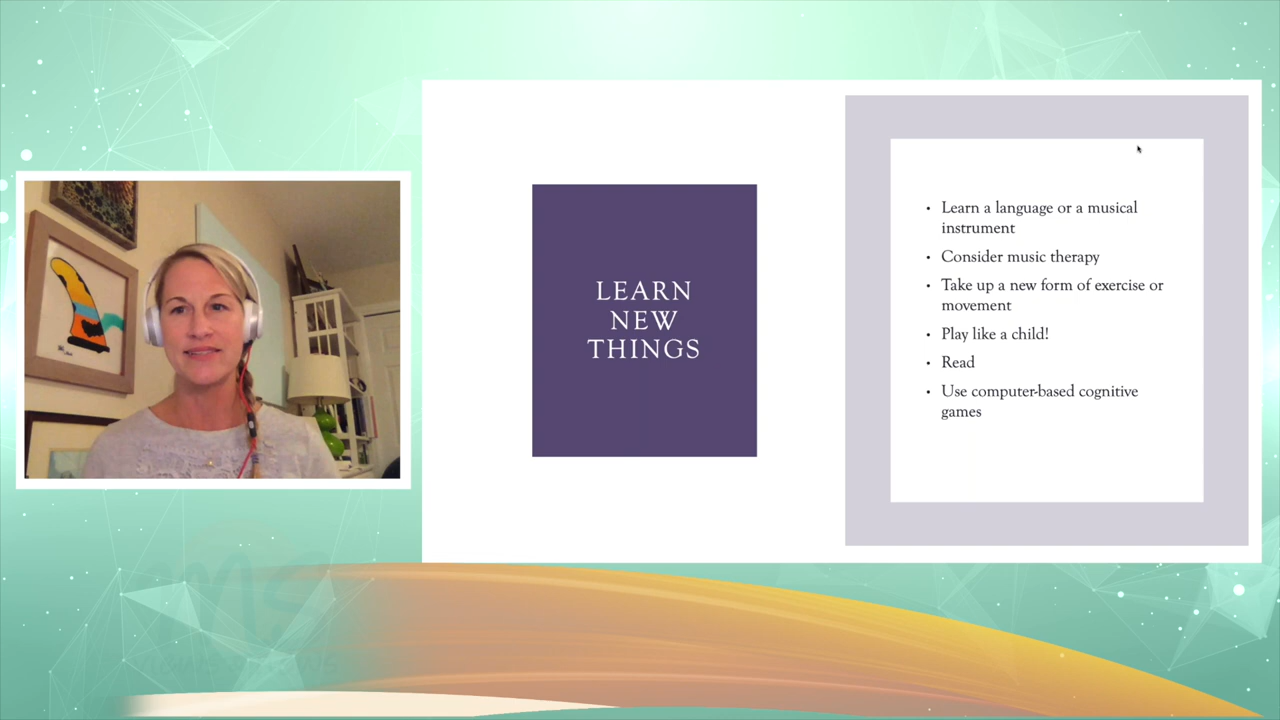 LEARN
NEW
THINGS
• Learn a language or a musical
instrument
• Consider music therapy
• Take up a new form of exercise or
movement
• Play like a child!
• Read
• Use computer-based cognitive
games
MS